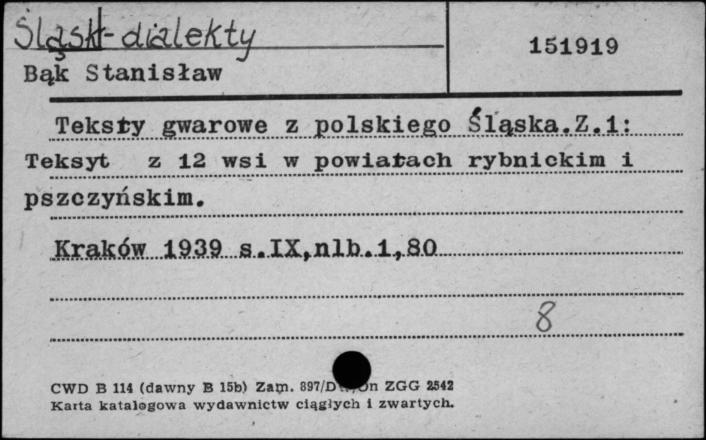 Śląsk - dialekty
151919
Bąk Stanisław
Teksty gwarowe z polskiego Śląska.Z.1:
Teksyt z 12 wsi w powiatach rybnickim i
pszczyńskim.
Kraków 1939 s.IX,nlb.1,80
8
CWD B 114 (dawny B 15b) Zam. 897/D ZGG 2542
Karta katalogowa wydawnictw ciągłych i zwartych.